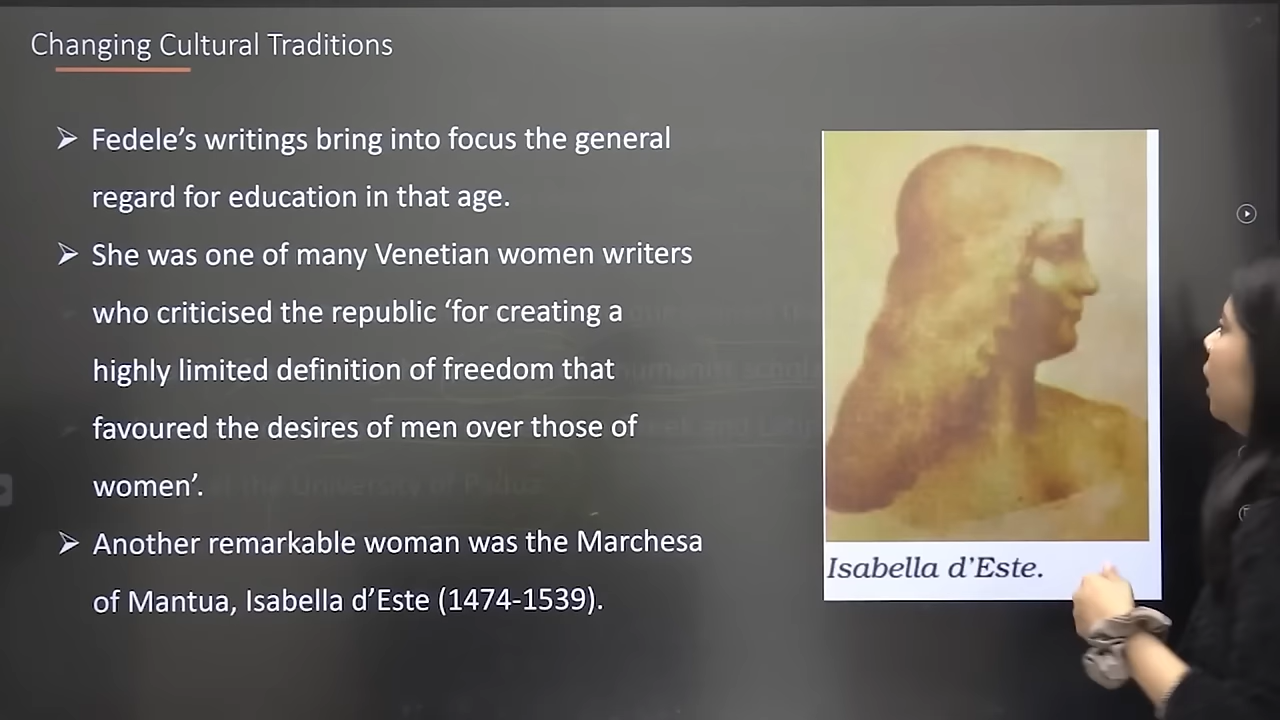 Changing Cultural Traditions
➢ Fedele’s writings bring into focus the general
regard for education in that age.
➢ She was one of many Venetian women writers
who criticised the republic ‘for creating a
highly limited definition of freedom that
favoured the desires of men over those of
women’.
➢ Another remarkable woman was the Marchesa
of Mantua, Isabella d’Este (1474-1539).
Isabella d’Este.